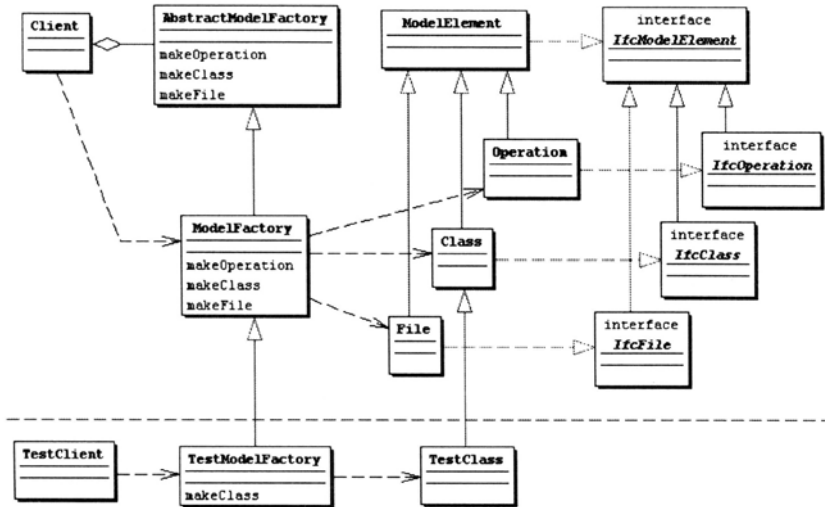 Client
AbstractModelFactory
makeOperation
makeClass
makeFile
ModelElement
interface
IfcModelElement
Operation
interface
IfcOperation
ModelFactory
makeOperation
makeClass
makeFile
Class
interface
IfcClass
File
interface
IfcFile
TestClient
TestModelFactory
makeClass
TestClass